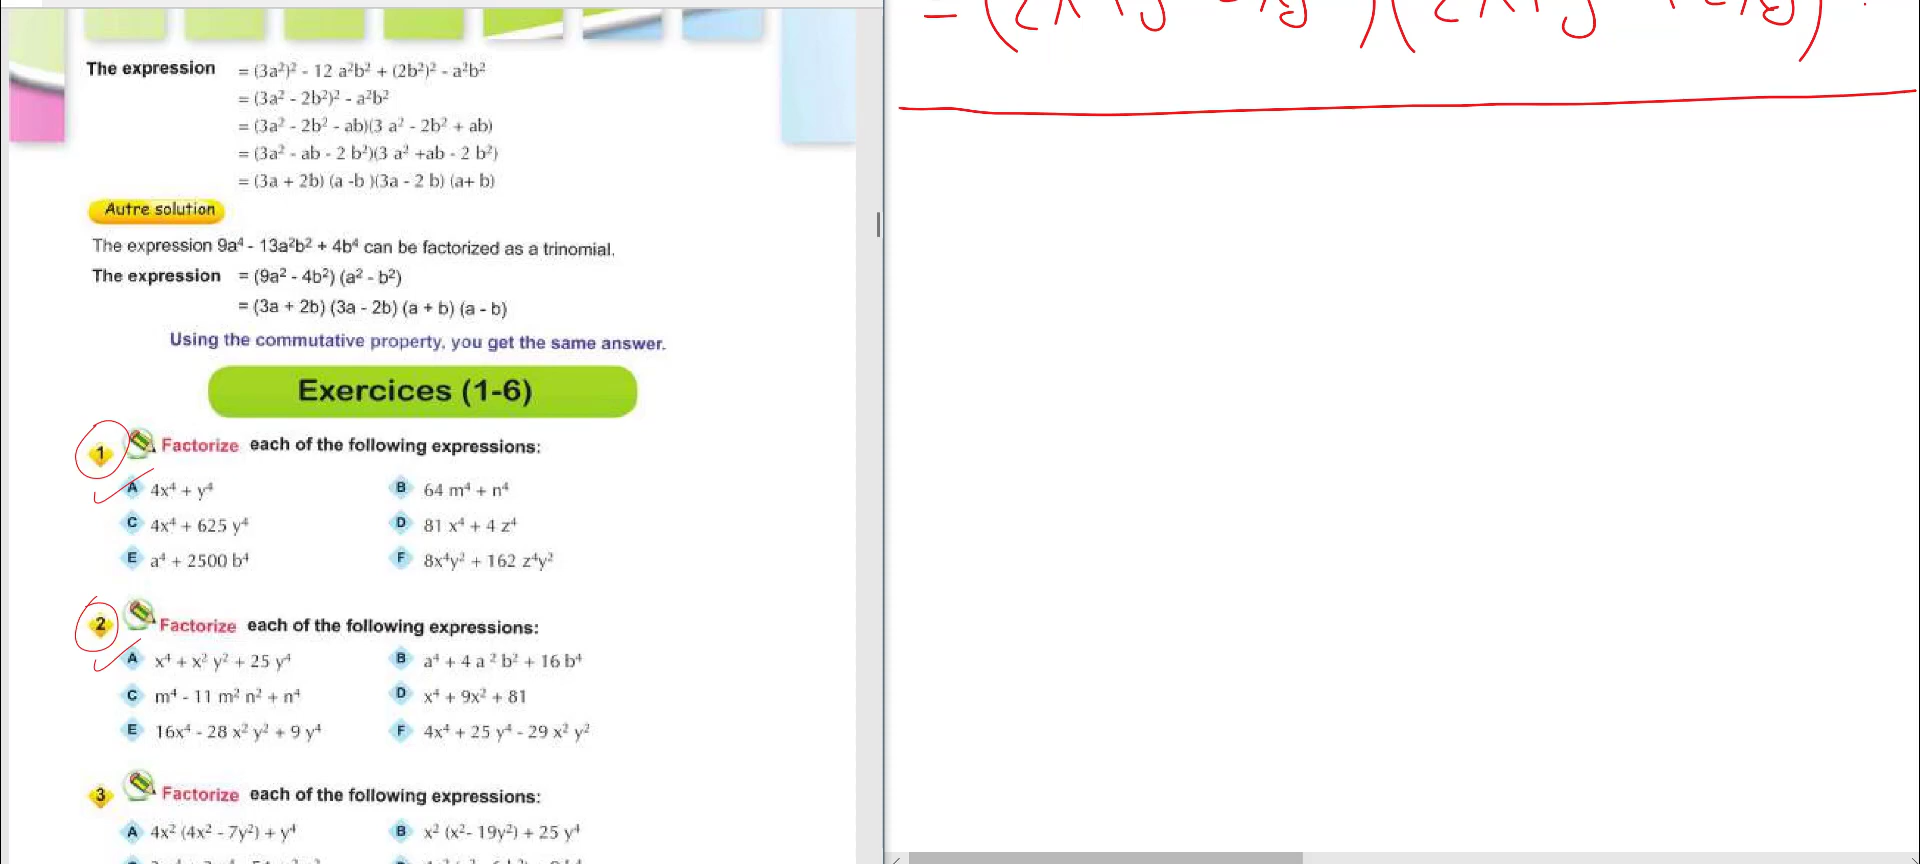 The expression = (3a²)² - 12 a²b² + (2b²)² - a²b²
= (3a² - 2b²)² - a²b²
= (3a² - 2b² - ab)(3 a² - 2b² + ab)
= (3a² - ab - 2 b²)(3 a² +ab - 2 b²)
= (3a + 2b) (a -b )(3a - 2 b) (a+ b)
Autre solution
The expression 9a⁴ - 13a²b² + 4b⁴ can be factorized as a trinomial.
The expression = (9a² - 4b²) (a² - b²)
= (3a + 2b) (3a - 2b) (a + b) (a - b)
Using the commutative property, you get the same answer.
Exercices (1-6)
1 Factorize each of the following expressions:
A 4x⁴ + y⁴ B 64 m⁴ + n⁴
C 4x⁴ + 625 y⁴ D 81 x⁴ + 4 z⁴
E a⁴ + 2500 b⁴ F 8x⁴y² + 162 z⁴y²
2 Factorize each of the following expressions:
A x⁴ + x² y² + 25 y⁴ B a⁴ + 4 a ² b² + 16 b⁴
C m⁴ - 11 m² n² + n⁴ D x⁴ + 9x² + 81
E 16x⁴ - 28 x² y² + 9 y⁴ F 4x⁴ + 25 y⁴ - 29 x² y²
3 Factorize each of the following expressions:
A 4x² (4x² - 7y²) + y⁴ B x² (x²- 19y²) + 25 y⁴